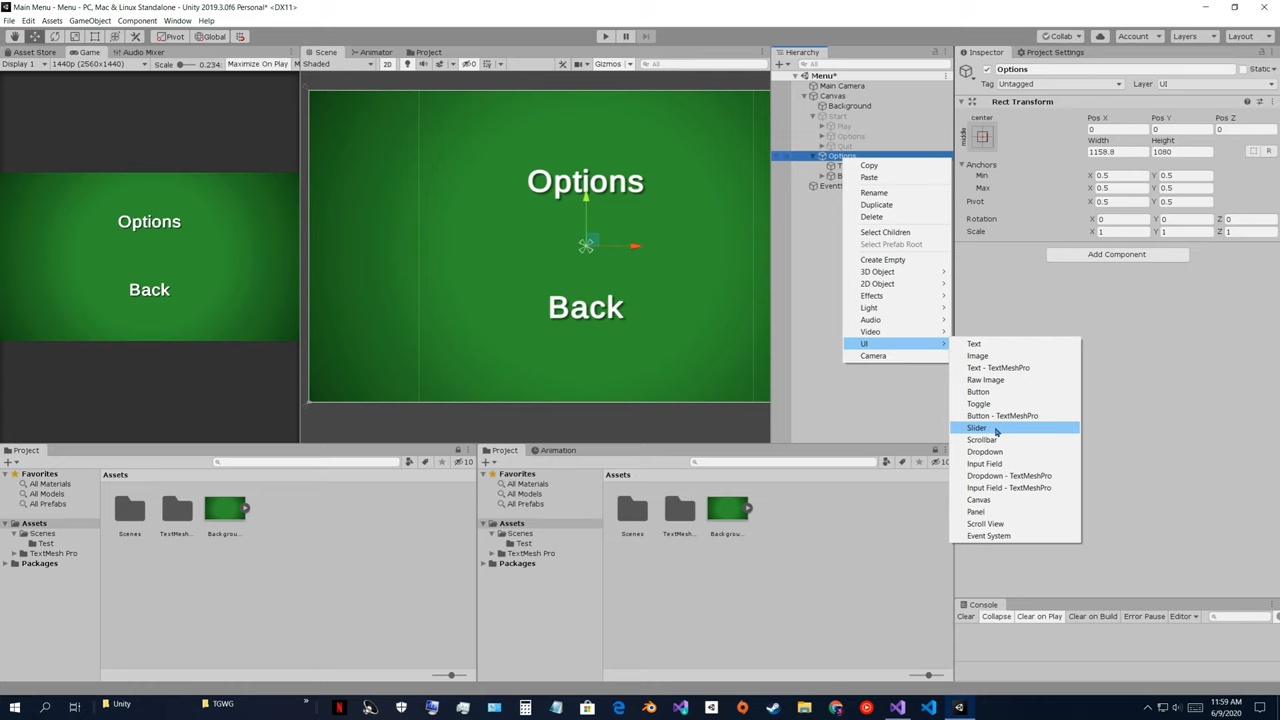 Main Menu - Menu - PC, Mac & Linux Standalone - Unity 2019.3.0f6 Personal* <DX11>
File Edit Assets GameObject Component Window Help
Pivot Global Collab Account Layers Layout
Asset Store Game Audio Mixer
Display 1 1440p (2560x1440) Scale 0.234: Maximize On Play
Scene Animator Project
Shaded 2D 0 Gizmos All
Hierarchy
All
Menu*
Main Camera
Canvas
Background
Start
Play
Options
Quit
Options
Copy
Paste
Rename
Duplicate
Delete
Select Children
Select Prefab Root
Create Empty
3D Object
2D Object
Effects
Light
Audio
Video
UI
Camera
Text
Image
Text - TextMeshPro
Raw Image
Button
Toggle
Button - TextMeshPro
Slider
Scrollbar
Dropdown
Input Field
Dropdown - TextMeshPro
Input Field - TextMeshPro
Canvas
Panel
Scroll View
Event System
Options
Back
Options
Back
Inspector Project Settings
Options Static
Tag Untagged Layer UI
Rect Transform
center Pos X Pos Y Pos Z
middle 0 0 0
Width Height
1158.8 1080 R
Anchors
Min X 0.5 Y 0.5
Max X 0.5 Y 0.5
Pivot X 0.5 Y 0.5
Rotation X 0 Y 0 Z 0
Scale X 1 Y 1 Z 1
Add Component
Project
10
Favorites
All Materials
All Models
All Prefabs
Assets
Scenes
Test
TextMesh Pro
Packages
Assets
Scenes TextMesh... Backgrou...
Project Animation
10
Favorites
All Materials
All Models
All Prefabs
Assets
Scenes
Test
TextMesh Pro
Packages
Assets
Scenes TextMesh... Backgrou...
Console
Clear Collapse Clear on Play Clear on Build Error Pause Editor
Unity TGWG
11:59 AM
6/9/2020